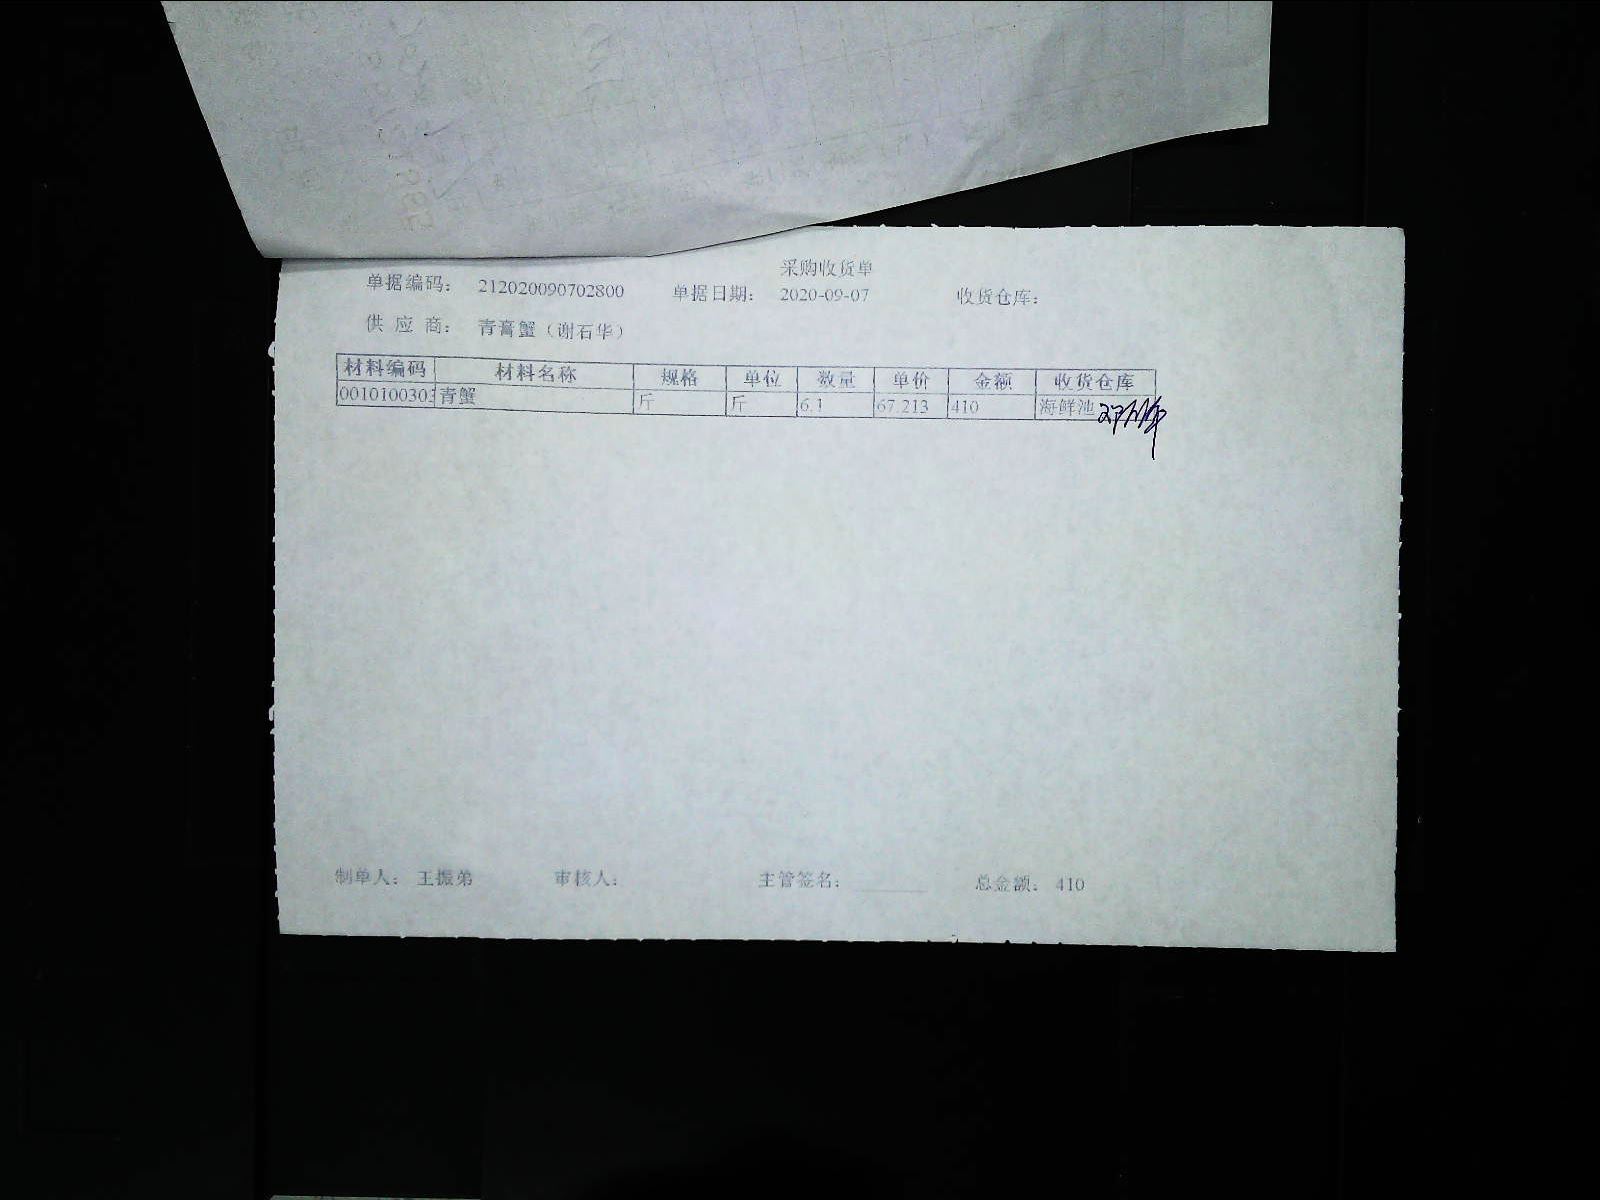 采购收货单
单据编码： 212020090702800 单据日期： 2020-09-07 收货仓库：
供 应 商： 青膏蟹（谢石华）
材料编码 材料名称 规格 单位 数量 单价 金额 收货仓库
0010100303 青蟹 斤 斤 6.1 67.213 410 海鲜池
制单人： 王振弟 审核人： 主管签名： 总金额： 410